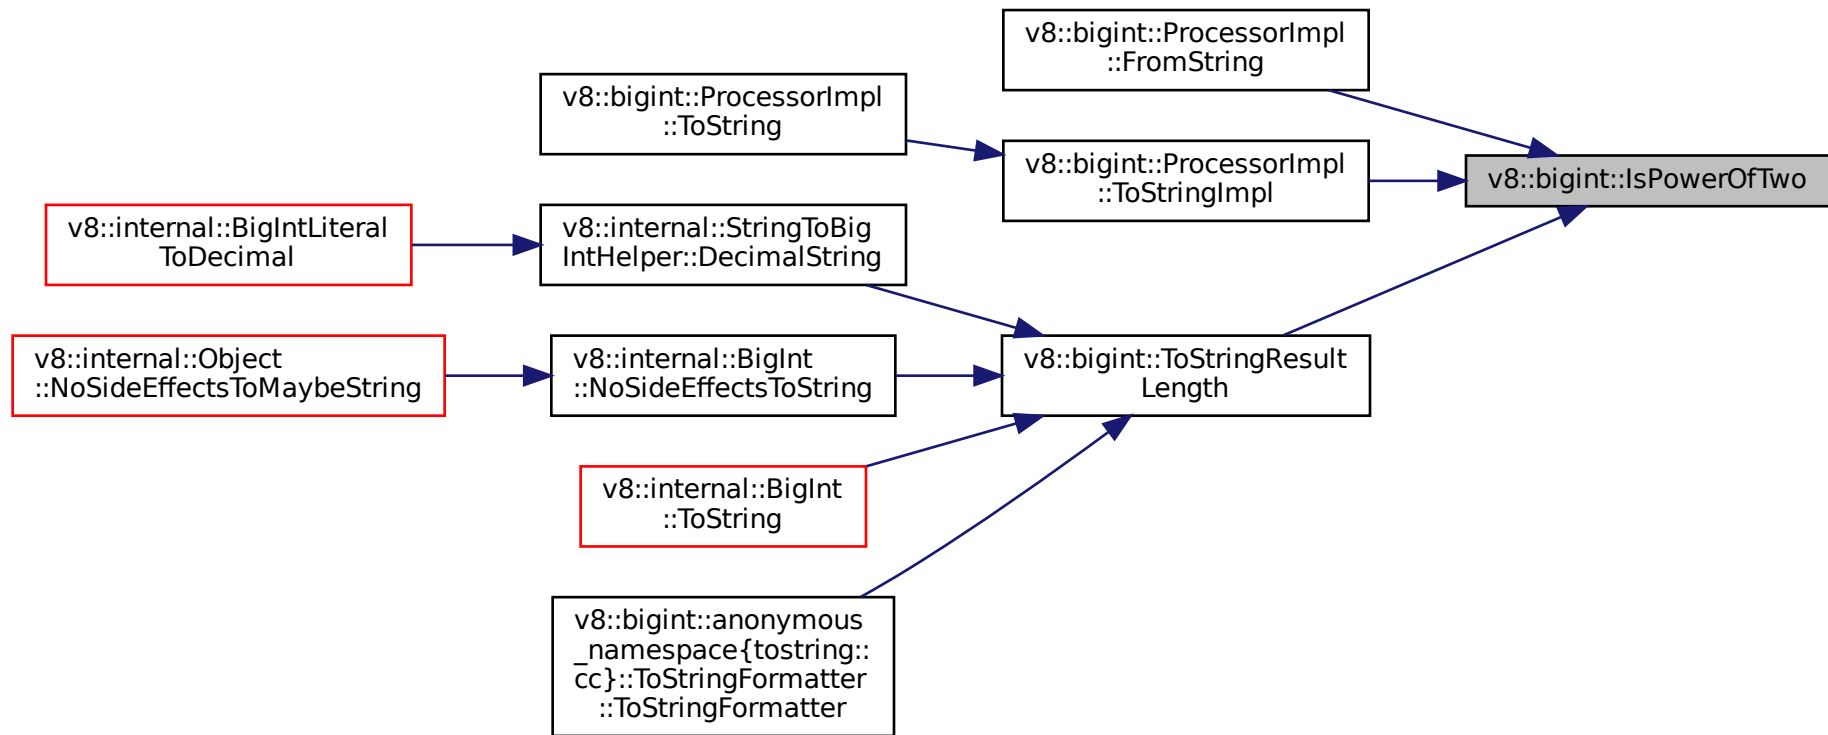 v8::bigint::ProcessorImpl
::FromString
v8::bigint::ProcessorImpl
::ToString
v8::bigint::ProcessorImpl
::ToStringImpl
v8::bigint::IsPowerOfTwo
v8::internal::BigIntLiteral
ToDecimal
v8::internal::StringToBig
IntHelper::DecimalString
v8::internal::Object
::NoSideEffectsToMaybeString
v8::internal::BigInt
::NoSideEffectsToString
v8::bigint::ToStringResult
Length
v8::internal::BigInt
::ToString
v8::bigint::anonymous
_namespace{tostring::
cc}::ToStringFormatter
::ToStringFormatter